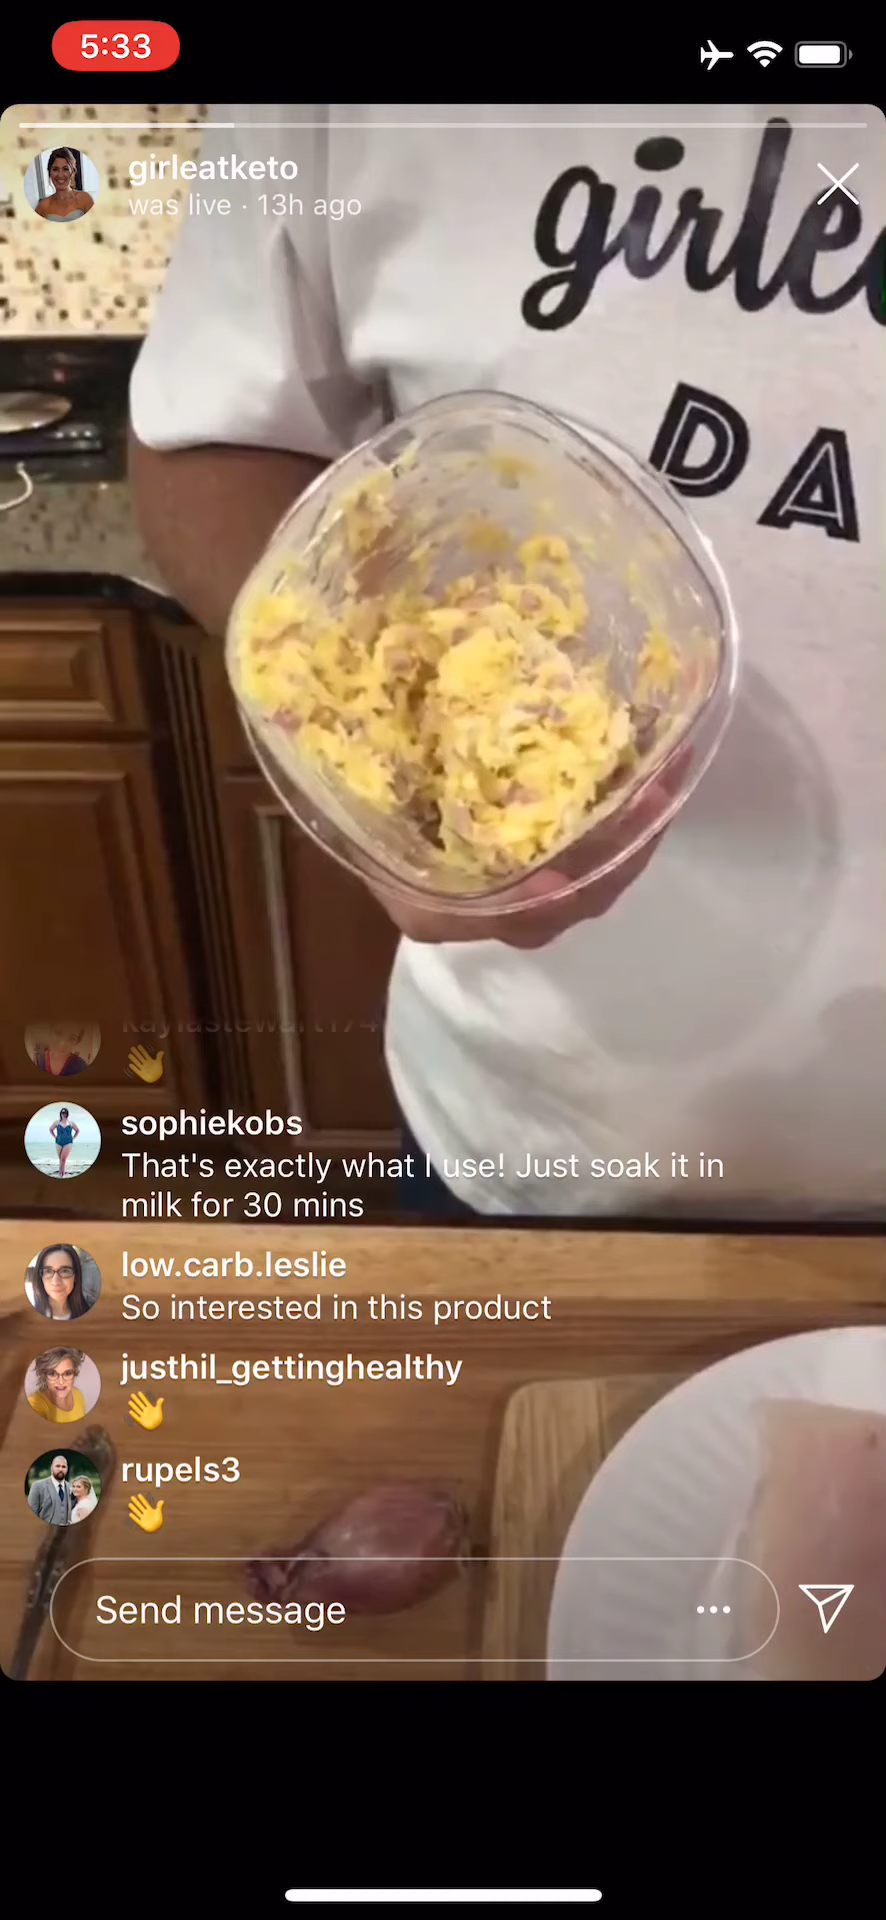 5:33
girleatketo
was live · 13h ago
girle
DA
sophiekobs
That's exactly what I use! Just soak it in
milk for 30 mins
low.carb.leslie
So interested in this product
justhil_gettinghealthy
👋
rupels3
👋
Send message